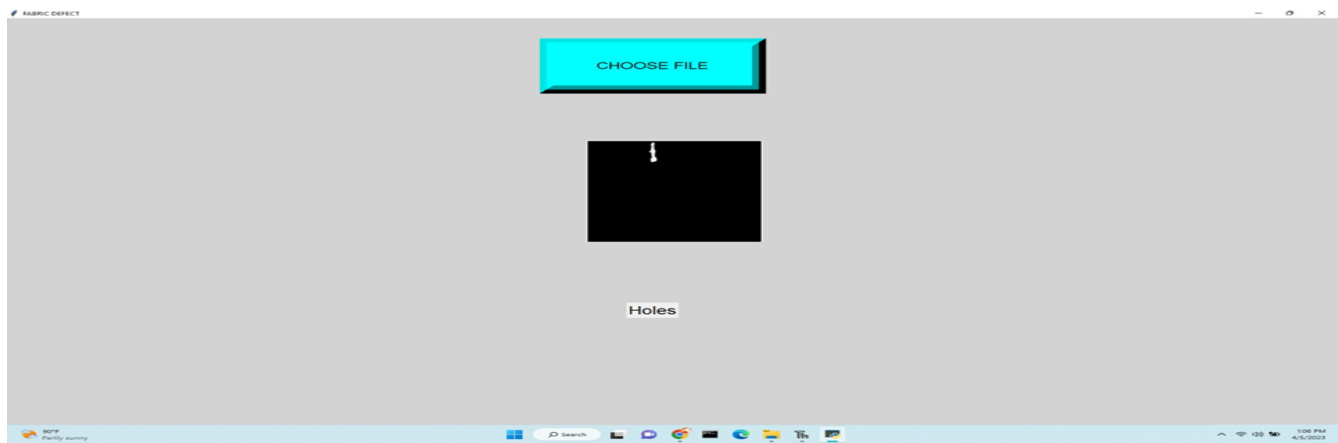 FABRIC DEFECT
CHOOSE FILE
Holes
90°F
Partly sunny
Search
1:06 PM
4/5/2023